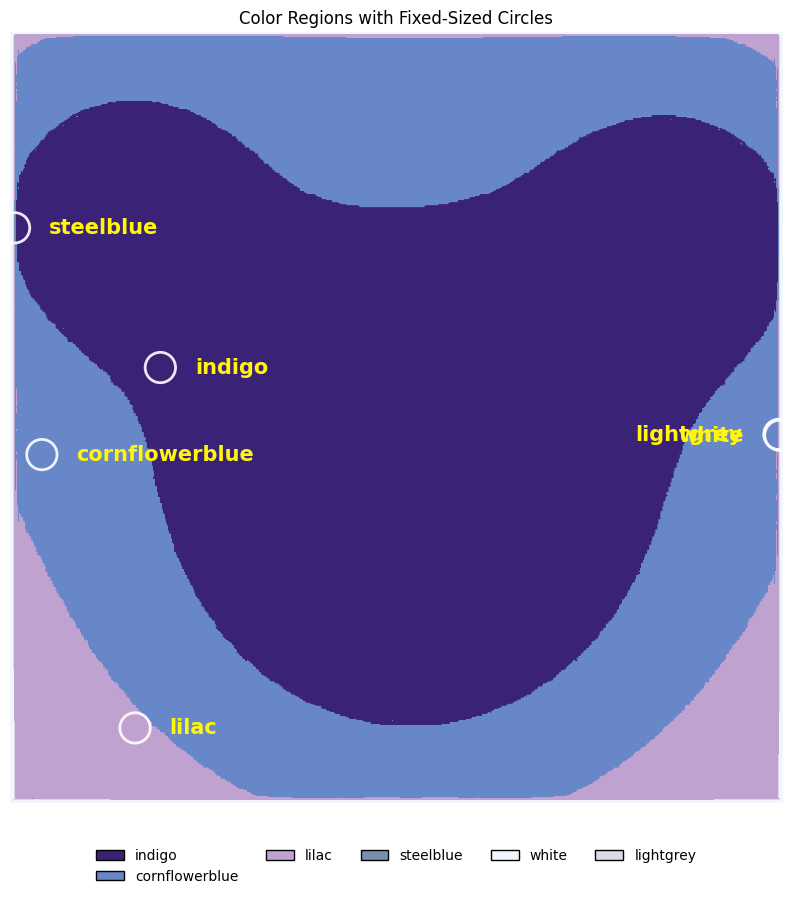 Color Regions with Fixed-Sized Circles
steelblue
indigo
lightgrey
white
cornflowerblue
lilac
indigo
lilac
steelblue
white
lightgrey
cornflowerblue